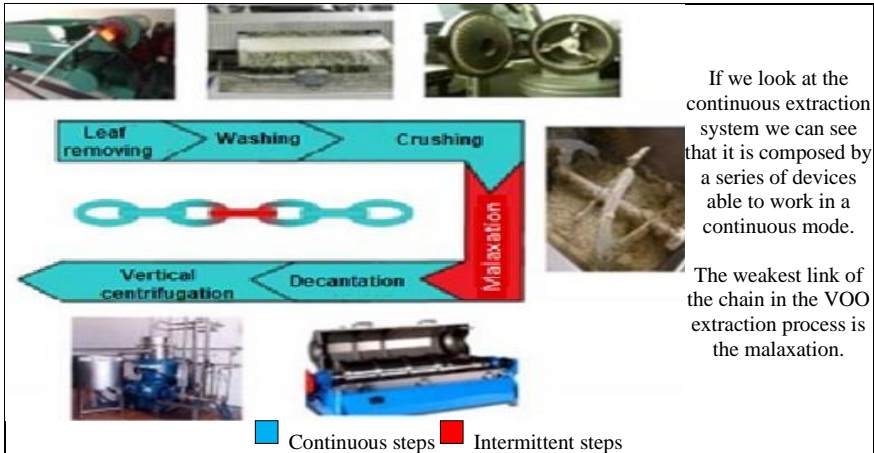 Leaf
removing
Washing
Crushing
Malaxation
Decantation
Vertical
centrifugation
If we look at the
continuous extraction
system we can see
that it is composed by
a series of devices
able to work in a
continuous mode.
The weakest link of
the chain in the VOO
extraction process is
the malaxation.
Continuous steps
Intermittent steps